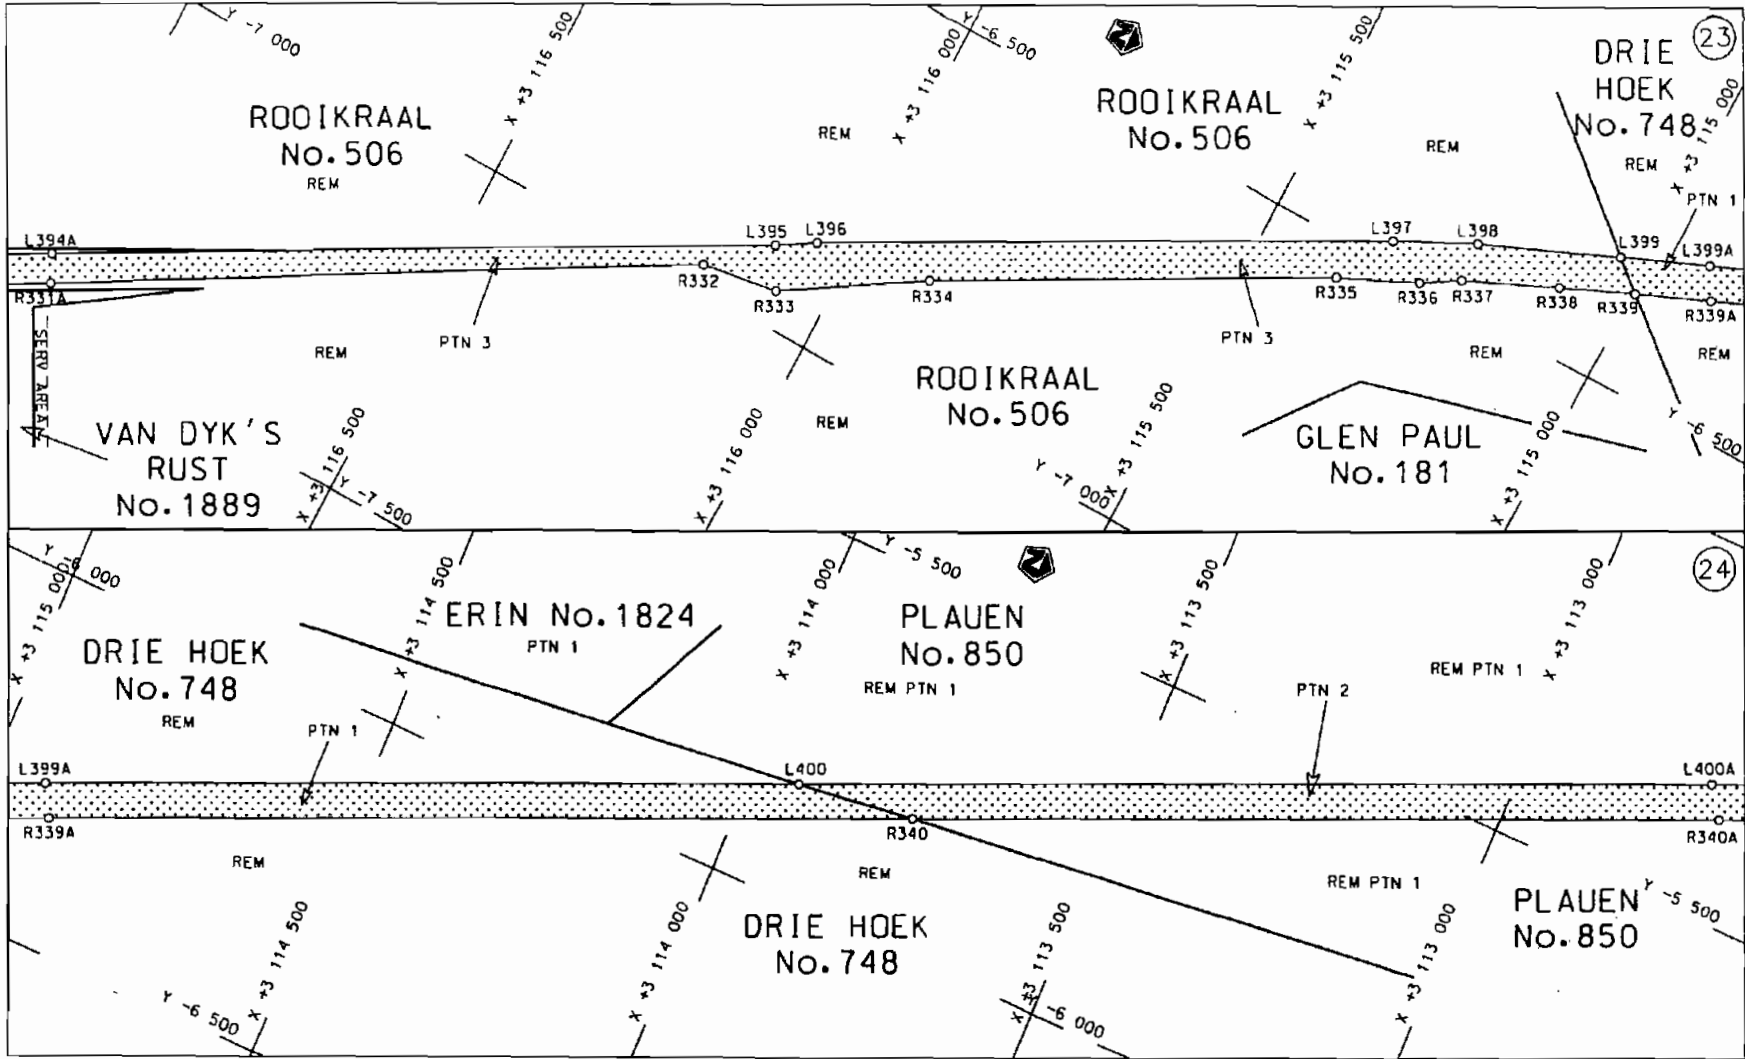 Y -7 000
X +3 116 500
X +3 116 000
Y -6 500
X +3 115 500
DRIE
HOEK
No.748
23
X +3 115 000
ROOIKRAAL
No.506
REM
REM
ROOIKRAAL
No.506
REM
REM
PTN 1
L394A
L395
L396
L397
L398
L399
L399A
R331A
R332
R333
R334
R335
R336
R337
R338
R339
R339A
SERV AREA
PTN 3
REM
PTN 3
REM
REM
VAN DYK'S
RUST
No.1889
X +3 116 500
Y -7 500
X +3 116 000
REM
ROOIKRAAL
No.506
Y -7 000
X +3 115 500
GLEN PAUL
No.181
X +3 115 000
Y -6 500
Y -6 000
X +3 115 000
X +3 114 500
ERIN No.1824
PTN 1
X +3 114 000
Y -5 500
PLAUEN
No.850
REM PTN 1
X +3 113 500
X +3 113 000
24
DRIE HOEK
No.748
REM
PTN 1
PTN 2
REM PTN 1
L399A
L400
L400A
R339A
R340
R340A
REM
REM
REM PTN 1
PLAUEN
No.850
Y -5 500
DRIE HOEK
No.748
Y -6 500
X +3 114 500
X +3 114 000
X +3 113 500
Y -6 000
X +3 113 000